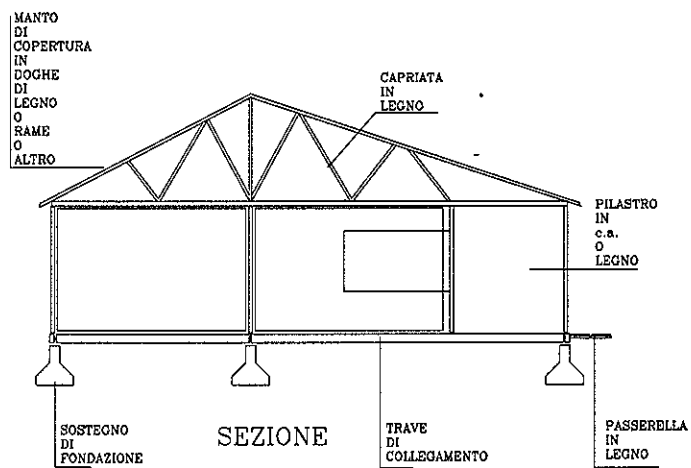 MANTO
DI
COPERTURA
IN
DOGHE
DI
LEGNO
O
RAME
O
ALTRO
CAPRIATA
IN
LEGNO
PILASTRO
IN
c.a.
O
LEGNO
SOSTEGNO
DI
FONDAZIONE
SEZIONE
TRAVE
DI
COLLEGAMENTO
PASSERELLA
IN
LEGNO